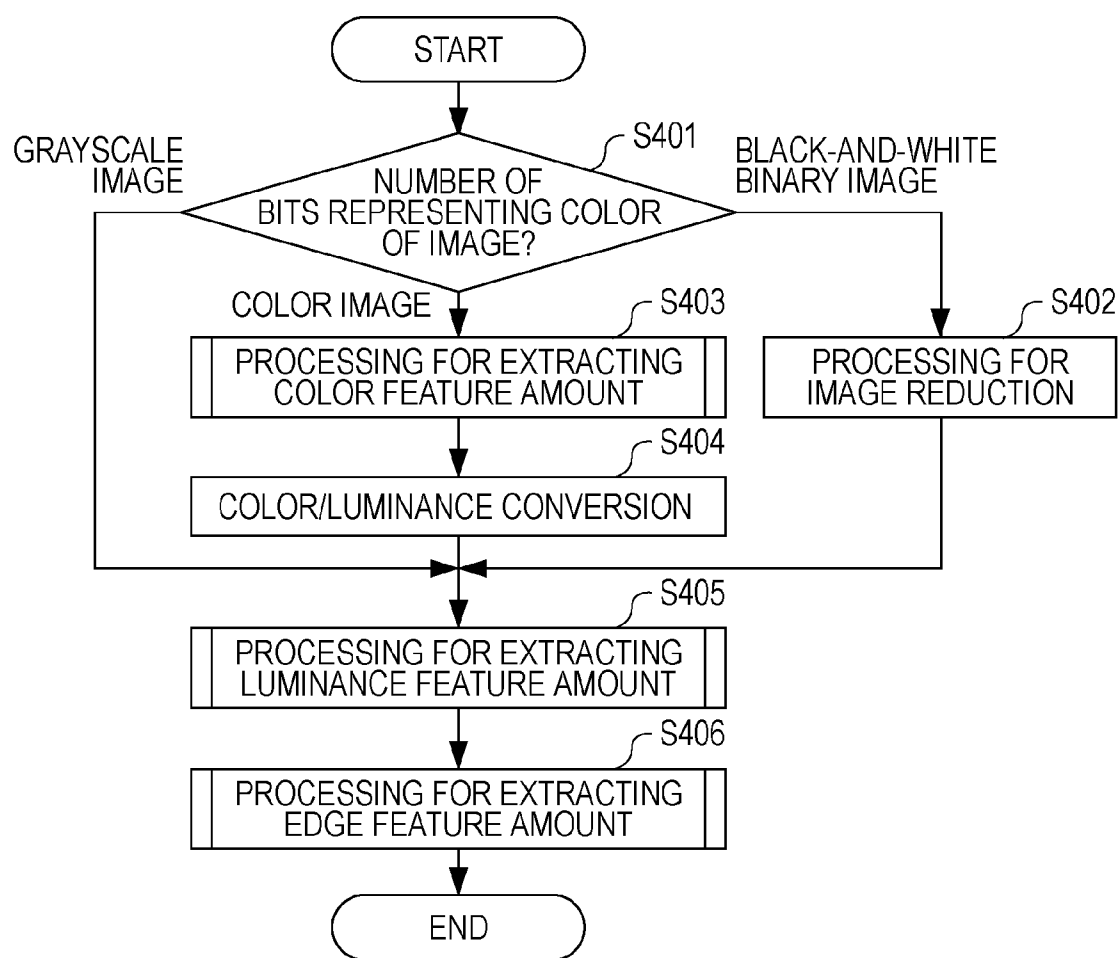 START
S401
GRAYSCALE
IMAGE
NUMBER OF
BITS REPRESENTING COLOR
OF IMAGE?
BLACK-AND-WHITE
BINARY IMAGE
COLOR IMAGE
S403
PROCESSING FOR EXTRACTING
COLOR FEATURE AMOUNT
S402
PROCESSING FOR
IMAGE REDUCTION
S404
COLOR/LUMINANCE CONVERSION
S405
PROCESSING FOR EXTRACTING
LUMINANCE FEATURE AMOUNT
S406
PROCESSING FOR EXTRACTING
EDGE FEATURE AMOUNT
END